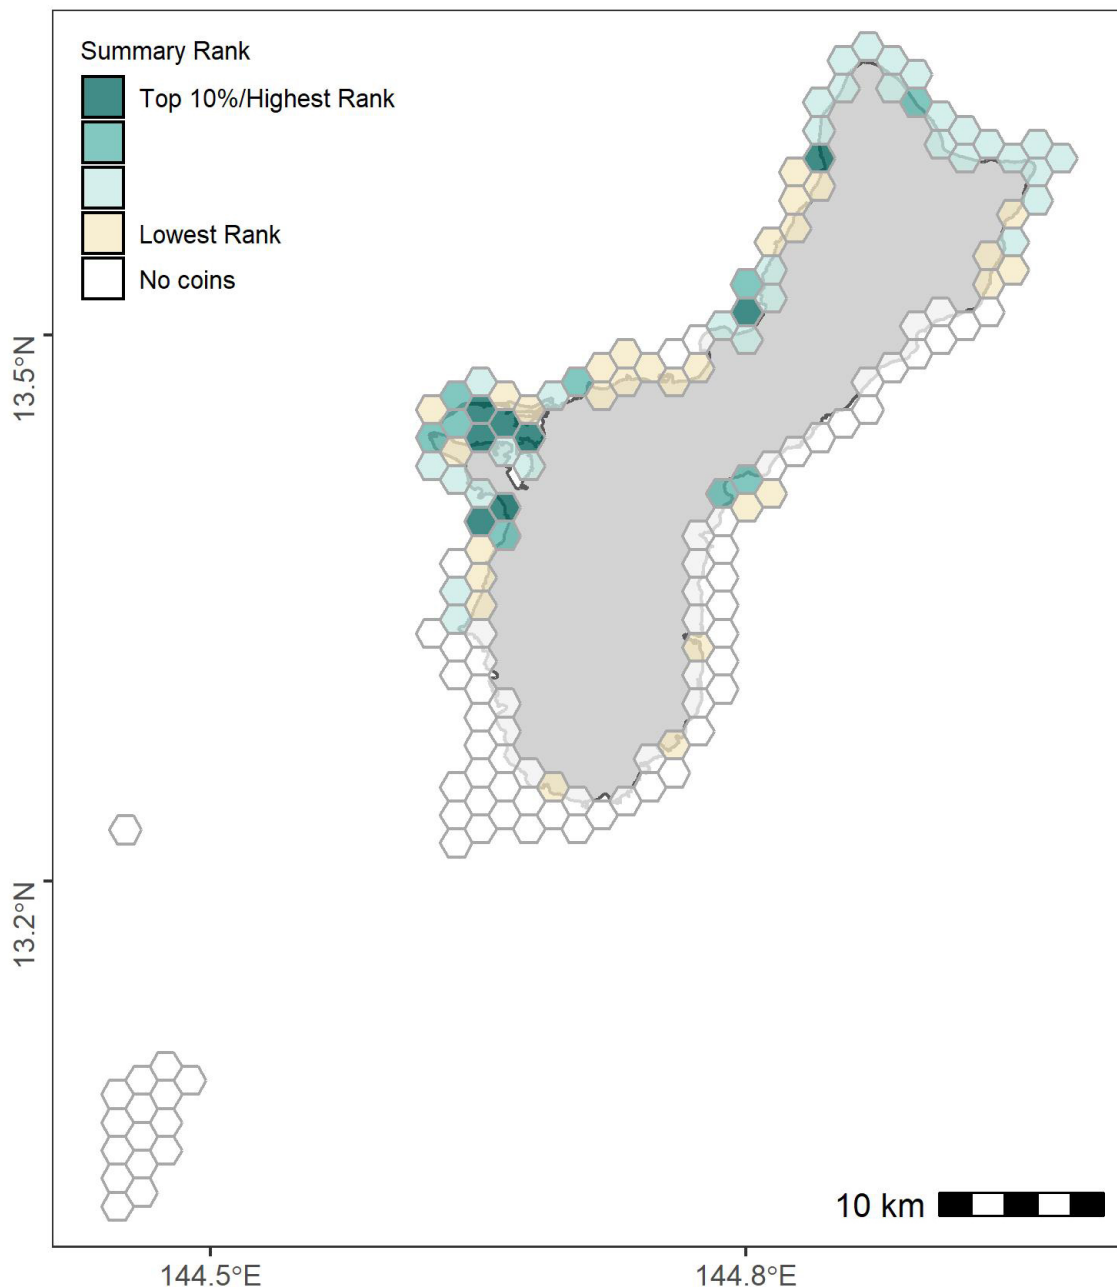 Summary Rank
Top 10%/Highest Rank
Lowest Rank
No coins
13.5°N
13.2°N
10 km
144.5°E
144.8°E